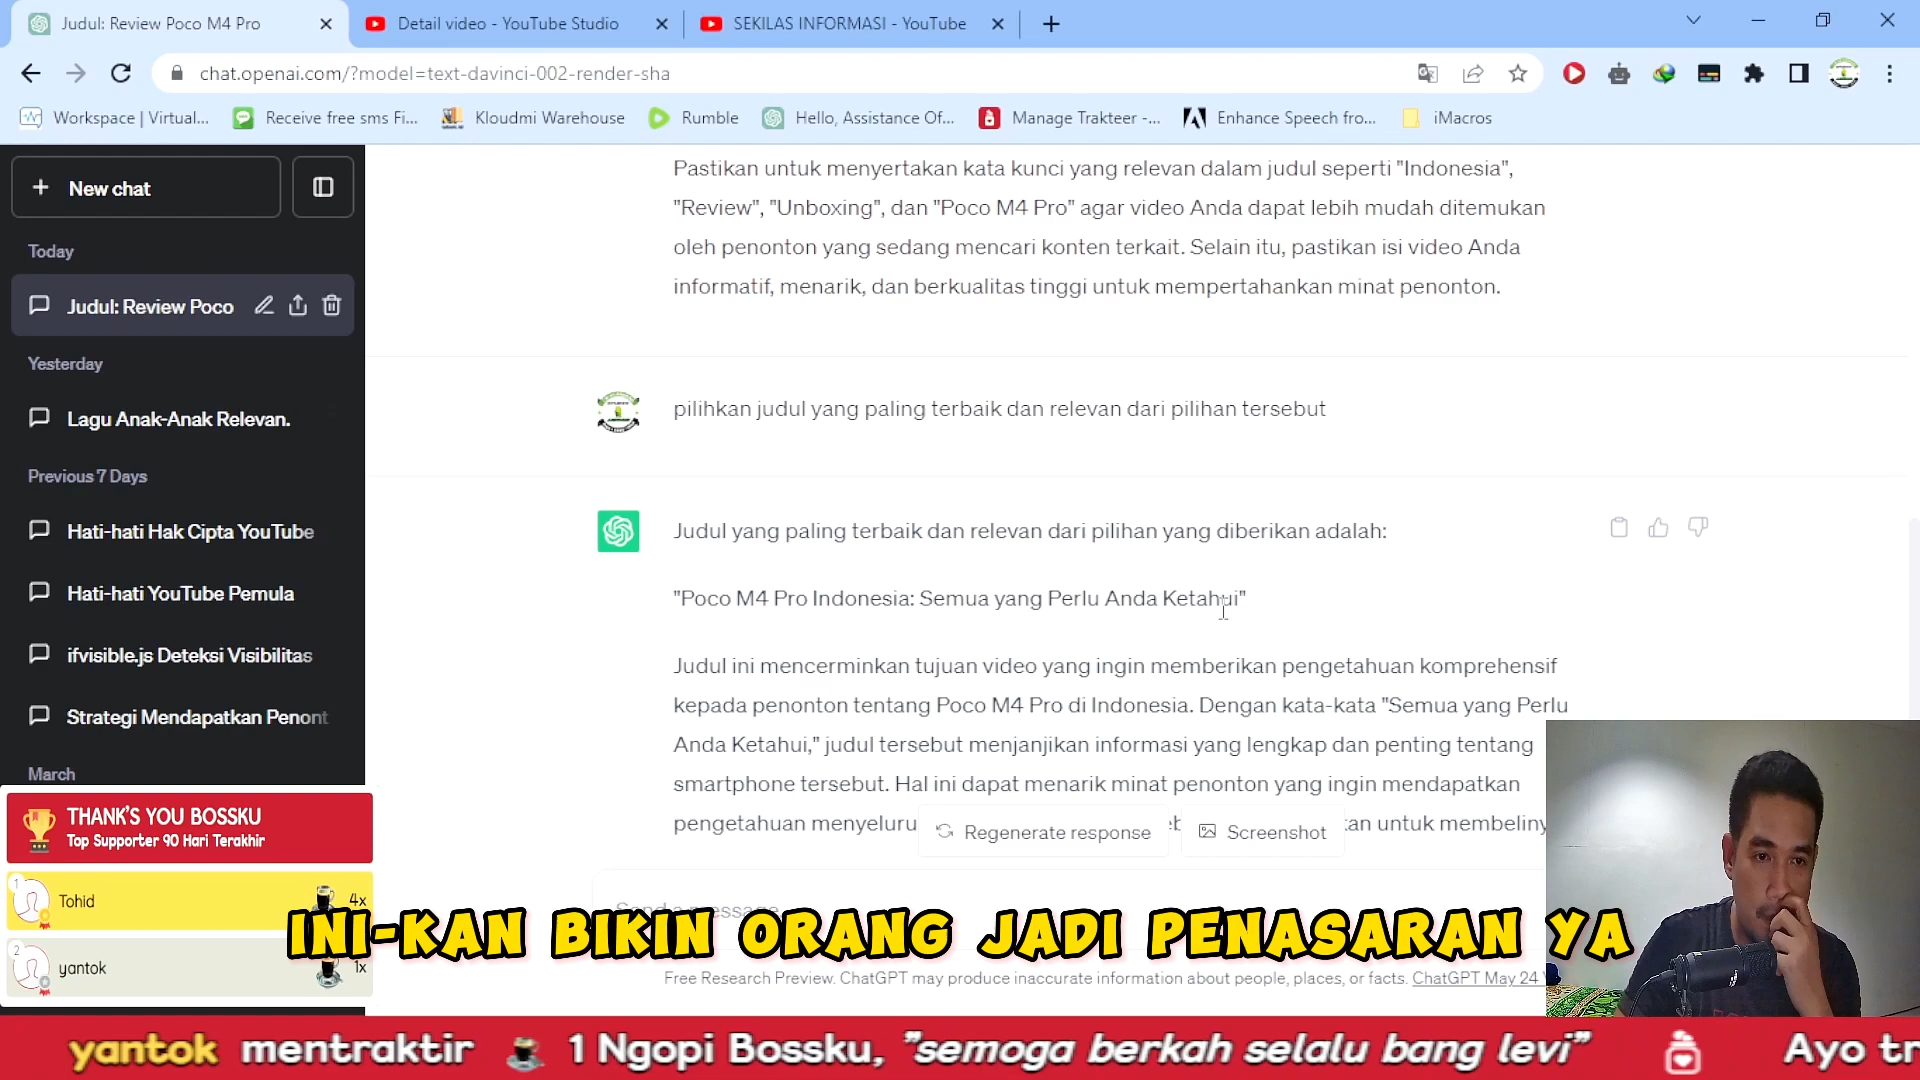 Judul: Review Poco M4 Pro
Detail video - YouTube Studio
SEKILAS INFORMASI - YouTube
chat.openai.com/?model=text-davinci-002-render-sha
Workspace | Virtual...
Receive free sms Fi...
Kloudmi Warehouse
Rumble
Hello, Assistance Of...
Manage Trakteer -...
Enhance Speech fro...
iMacros
New chat
Today
Judul: Review Poco
Yesterday
Lagu Anak-Anak Relevan.
Previous 7 Days
Hati-hati Hak Cipta YouTube
Hati-hati YouTube Pemula
ifvisible.js Deteksi Visibilitas
Strategi Mendapatkan Penont
March
Pastikan untuk menyertakan kata kunci yang relevan dalam judul seperti "Indonesia",
"Review", "Unboxing", dan "Poco M4 Pro" agar video Anda dapat lebih mudah ditemukan
oleh penonton yang sedang mencari konten terkait. Selain itu, pastikan isi video Anda
informatif, menarik, dan berkualitas tinggi untuk mempertahankan minat penonton.
pilihkan judul yang paling terbaik dan relevan dari pilihan tersebut
Judul yang paling terbaik dan relevan dari pilihan yang diberikan adalah:
"Poco M4 Pro Indonesia: Semua yang Perlu Anda Ketahui"
Judul ini mencerminkan tujuan video yang ingin memberikan pengetahuan komprehensif
kepada penonton tentang Poco M4 Pro di Indonesia. Dengan kata-kata "Semua yang Perlu
Anda Ketahui," judul tersebut menjanjikan informasi yang lengkap dan penting tentang
smartphone tersebut. Hal ini dapat menarik minat penonton yang ingin mendapatkan
pengetahuan menyeluru
untuk membeliny
Regenerate response
Screenshot
Send a message
THANK'S YOU BOSSKU
Top Supporter 90 Hari Terakhir
1 Tohid 4x
2 yantok 1x
INI-KAN BIKIN ORANG JADI PENASARAN YA
Free Research Preview. ChatGPT may produce inaccurate information about people, places, or facts. ChatGPT May 24
yantok mentraktir 1 Ngopi Bossku, "semoga berkah selalu bang levi" Ayo tr